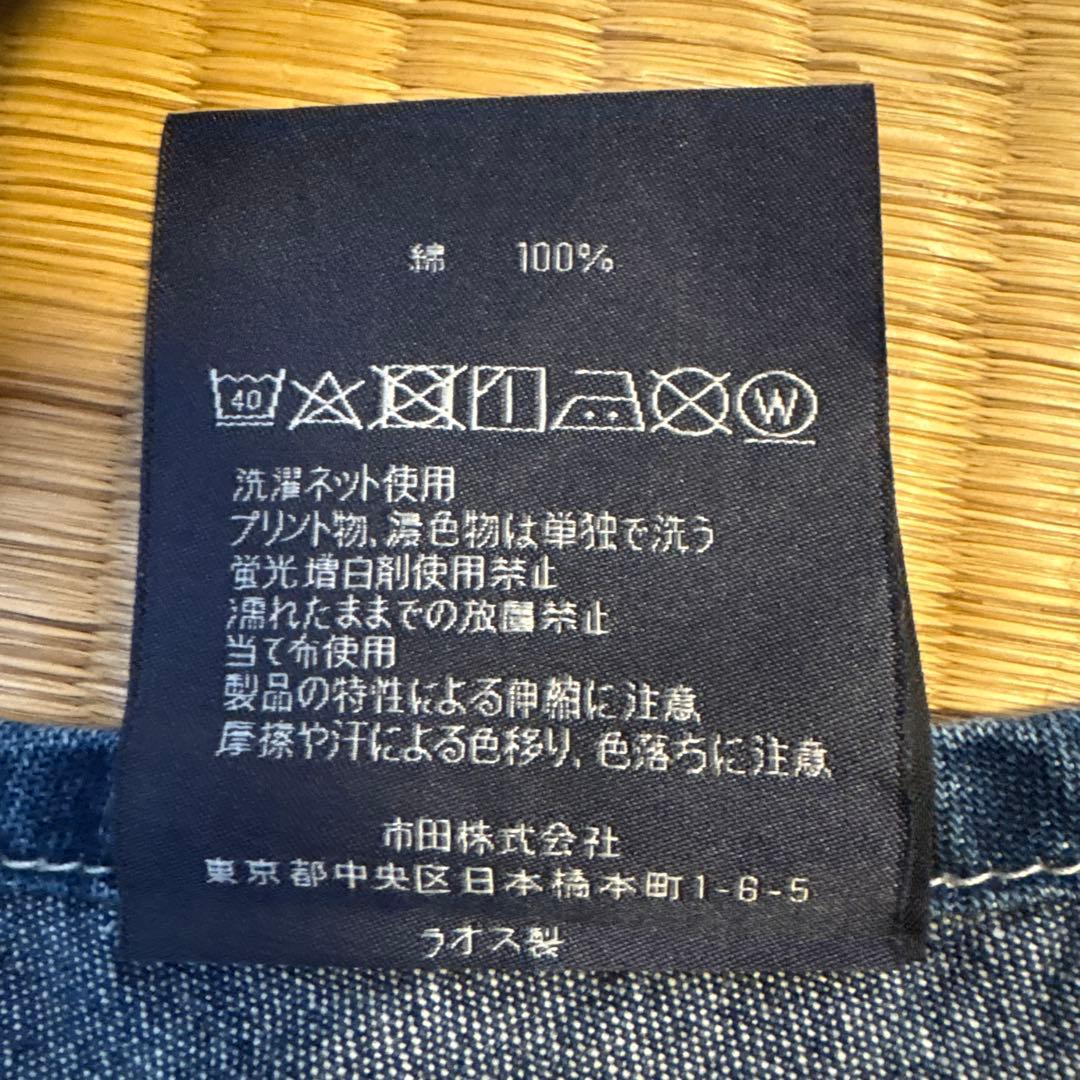 綿 100%
40 W
洗濯ネット使用
プリント物、濃色物は単独で洗う
蛍光増白剤使用禁止
濡れたままでの放置禁止
当て布使用
製品の特性による伸縮に注意
摩擦や汗による色移り、色落ちに注意
市田株式会社
東京都中央区日本橋本町1-6-5
ラオス製